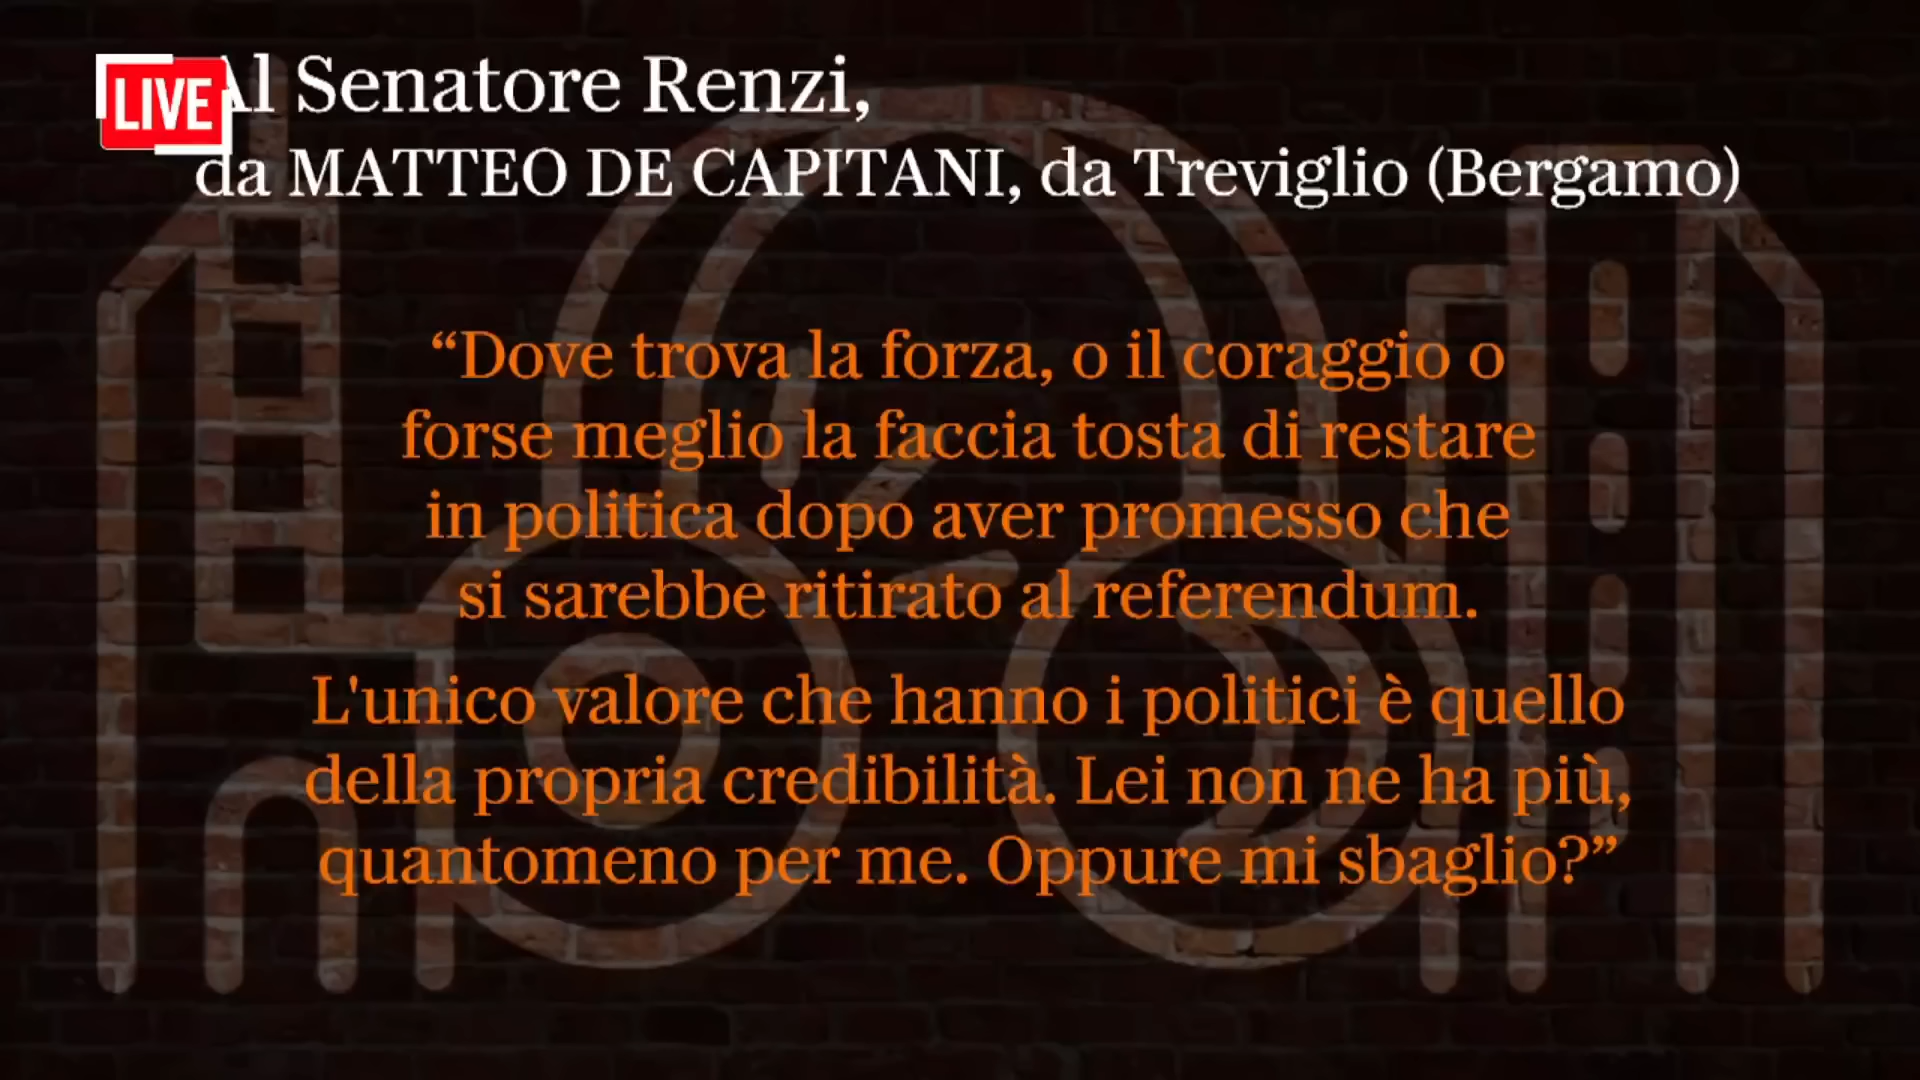 LIVE
Al Senatore Renzi,
da MATTEO DE CAPITANI, da Treviglio (Bergamo)
“Dove trova la forza, o il coraggio o
forse meglio la faccia tosta di restare
in politica dopo aver promesso che
si sarebbe ritirato al referendum.
L'unico valore che hanno i politici è quello
della propria credibilità. Lei non ne ha più,
quantomeno per me. Oppure mi sbaglio?”